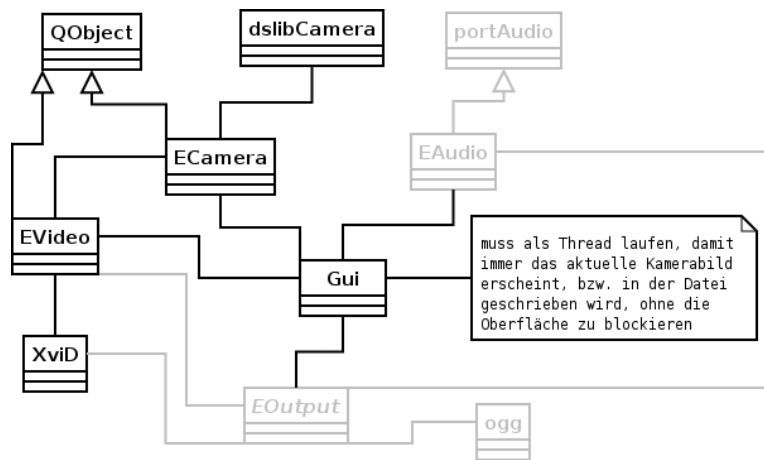 QObject
dslibCamera
portAudio
ECamera
EAudio
EVideo
Gui
muss als Thread laufen, damit
immer das aktuelle Kamerabild
erscheint, bzw. in der Datei
geschrieben wird, ohne die
Oberfläche zu blockieren
XviD
EOutput
ogg